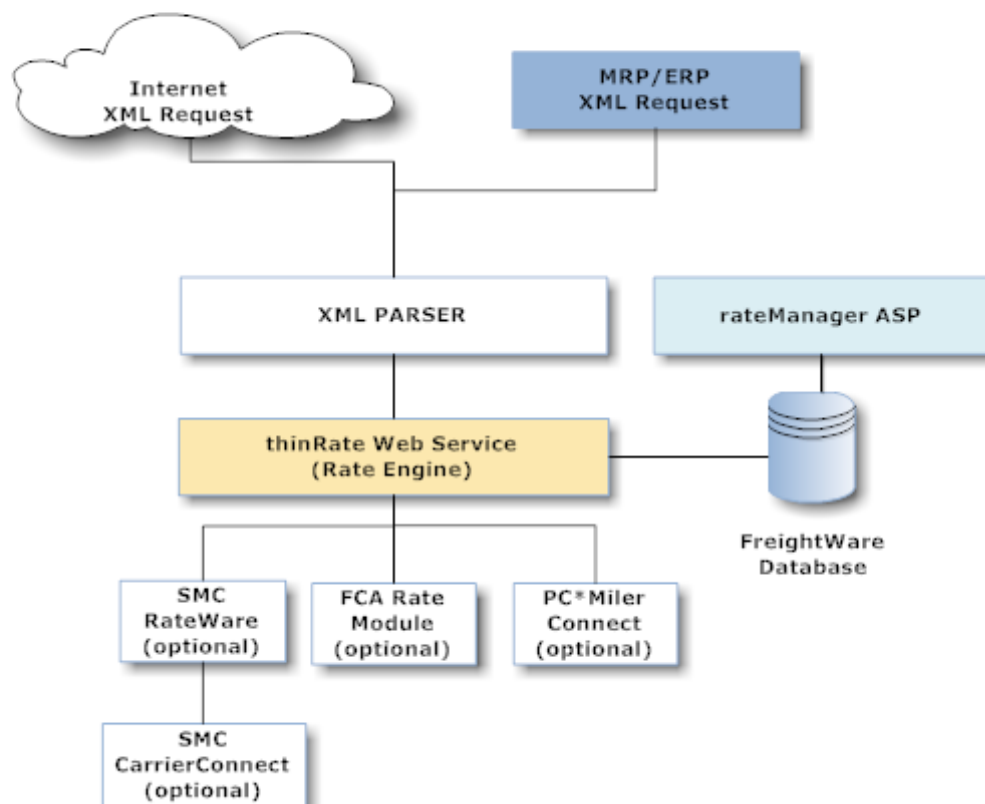 Internet
XML Request
MRP/ERP
XML Request
XML PARSER
rateManager ASP
thinRate Web Service
(Rate Engine)
FreightWare
Database
SMC
RateWare
(optional)
FCA Rate
Module
(optional)
PC*Miler
Connect
(optional)
SMC
CarrierConnect
(optional)